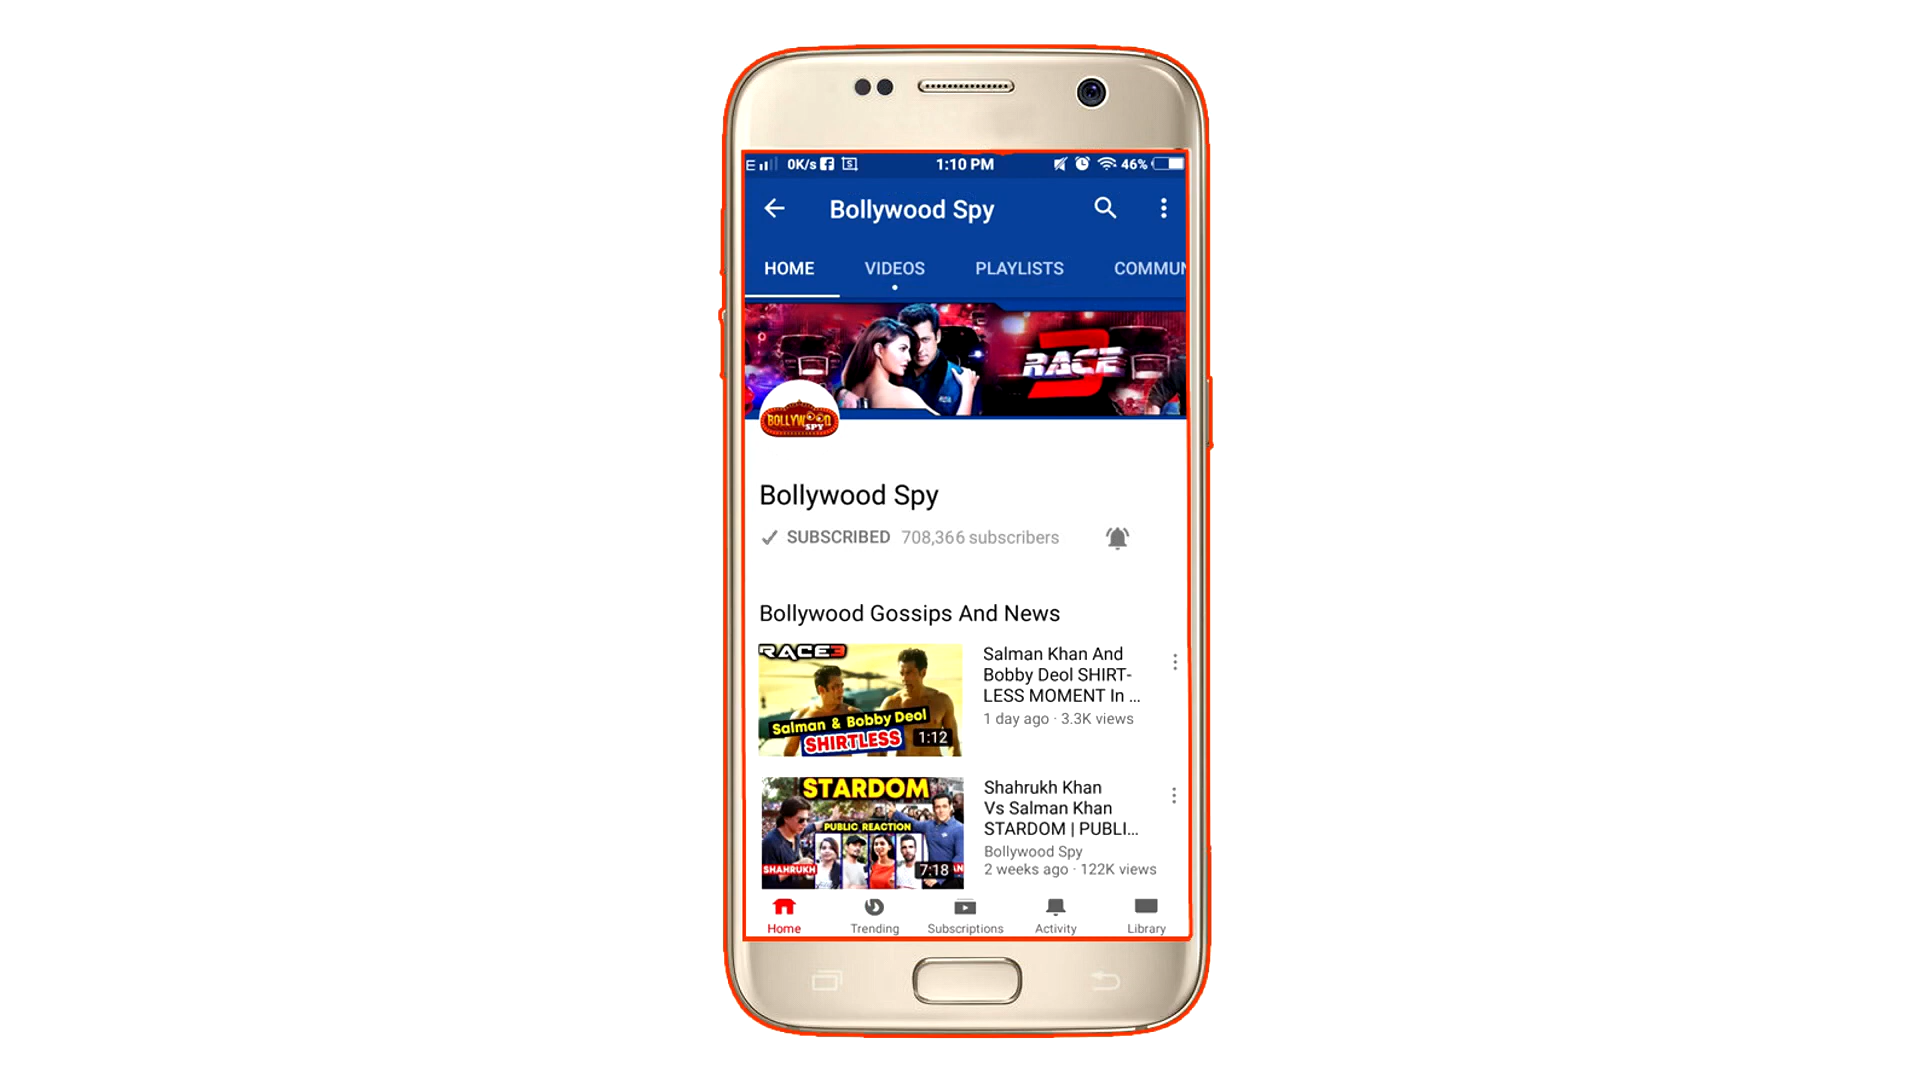 E 0K/s 1:10 PM 46%
Bollywood Spy
HOME VIDEOS PLAYLISTS COMMUN
RACE 3
BOLLYWOOD
SPY
Bollywood Spy
SUBSCRIBED 708,366 subscribers
Bollywood Gossips And News
RACE3
Salman & Bobby Deol
SHIRTLESS 1:12
Salman Khan And
Bobby Deol SHIRT-
LESS MOMENT In ...
1 day ago · 3.3K views
STARDOM
PUBLIC REACTION
SHAHRUKH 7:18 AN
Shahrukh Khan
Vs Salman Khan
STARDOM | PUBLI...
Bollywood Spy
2 weeks ago · 122K views
Home Trending Subscriptions Activity Library